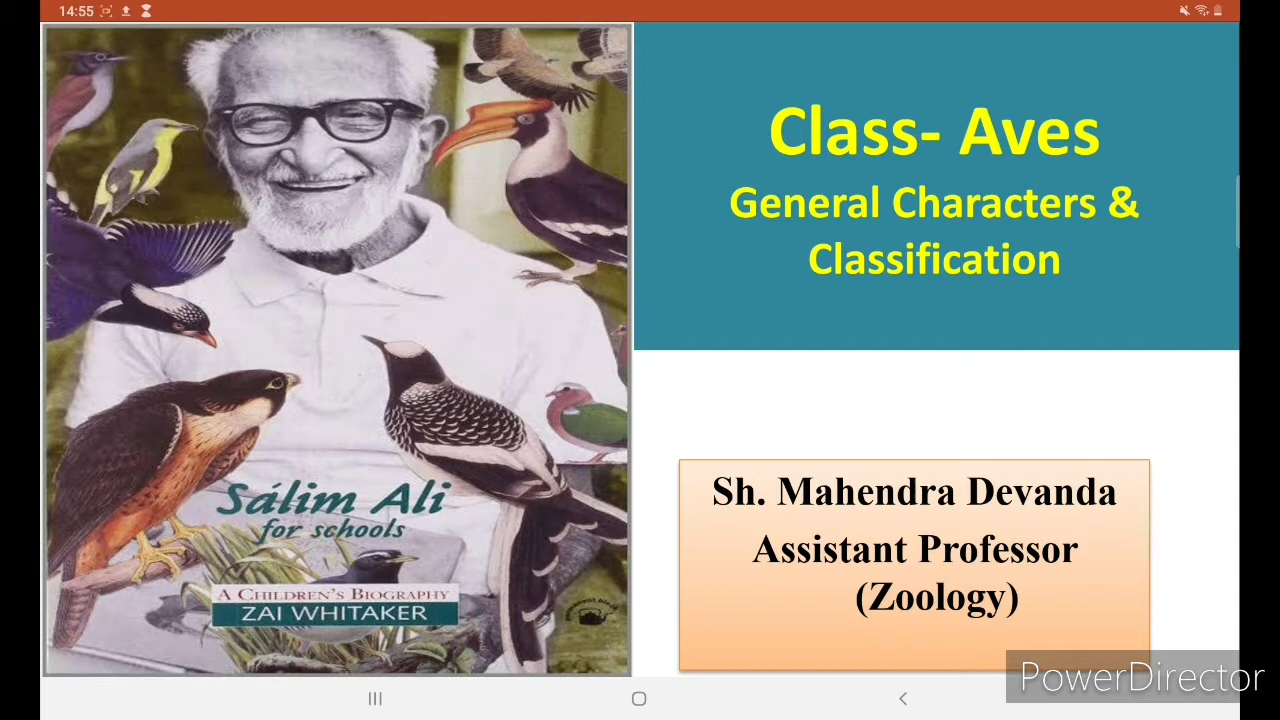 14:55
Class- Aves
General Characters &
Classification
Sálim Ali
for schools
A CHILDREN'S BIOGRAPHY
ZAI WHITAKER
Sh. Mahendra Devanda
Assistant Professor
(Zoology)
PowerDirector